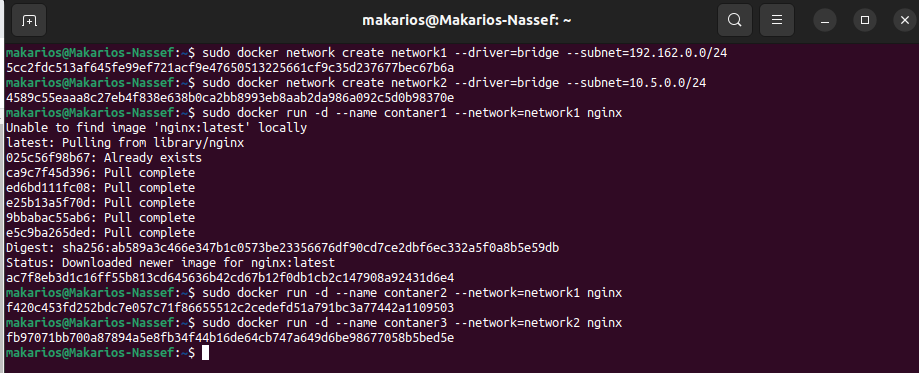 makarios@Makarios-Nassef: ~
makarios@Makarios-Nassef:~$ sudo docker network create network1 --driver=bridge --subnet=192.162.0.0/24
5cc2fdc513af645fe99ef721acf9e47650513225661cf9c35d237677bec67b6a
makarios@Makarios-Nassef:~$ sudo docker network create network2 --driver=bridge --subnet=10.5.0.0/24
4589c55eaaa8c27eb4f838e638b0ca2bb8993eb8aab2da986a092c5d0b98370e
makarios@Makarios-Nassef:~$ sudo docker run -d --name contaner1 --network=network1 nginx
Unable to find image 'nginx:latest' locally
latest: Pulling from library/nginx
025c56f98b67: Already exists
ca9c7f45d396: Pull complete
ed6bd111fc08: Pull complete
e25b13a5f70d: Pull complete
9bbabac55ab6: Pull complete
e5c9ba265ded: Pull complete
Digest: sha256:ab589a3c466e347b1c0573be23356676df90cd7ce2dbf6ec332a5f0a8b5e59db
Status: Downloaded newer image for nginx:latest
ac7f8eb3d1c16ff55b813cd645636b42cd67b12f0db1cb2c147908a92431d6e4
makarios@Makarios-Nassef:~$ sudo docker run -d --name contaner2 --network=network1 nginx
f420c453fd252bdc7e057c71f86655512c2cedefd51a791bc3a77442a1109503
makarios@Makarios-Nassef:~$ sudo docker run -d --name contaner3 --network=network2 nginx
fb97071bb700a87894a5e8fb34f44b16de64cb747a649d6be98677058b5bed5e
makarios@Makarios-Nassef:~$